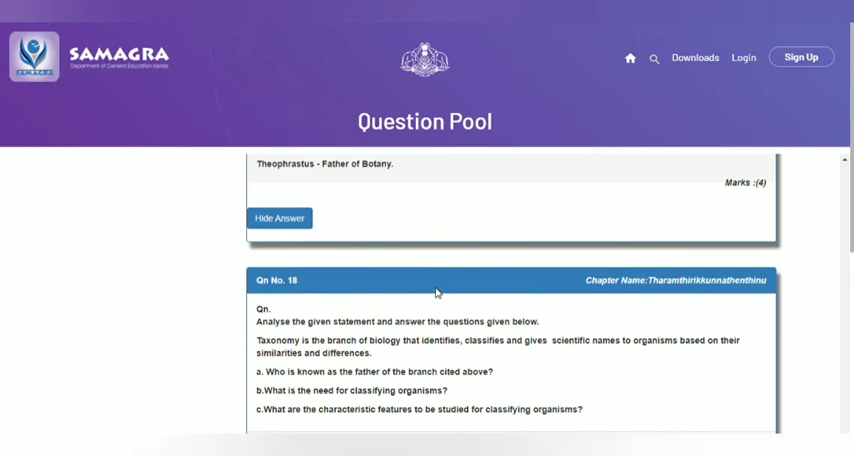 SAMAGRA
Department of General Education Kerala
SAMAGRA
Downloads
Login
Sign Up
Question Pool
Theophrastus - Father of Botany.
Marks :(4)
Hide Answer
Qn No. 18
Chapter Name:Tharamthirikkunnathenthinu
Qn.
Analyse the given statement and answer the questions given below.
Taxonomy is the branch of biology that identifies, classifies and gives scientific names to organisms based on their
similarities and differences.
a. Who is known as the father of the branch cited above?
b.What is the need for classifying organisms?
c.What are the characteristic features to be studied for classifying organisms?